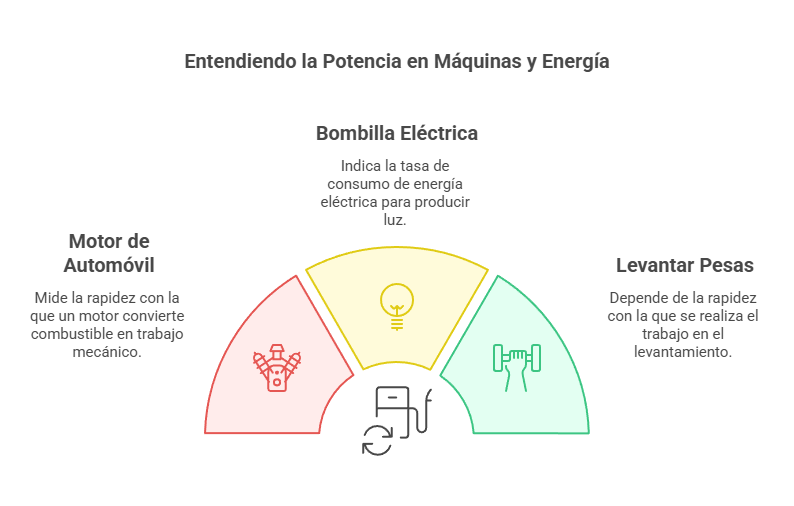 Entendiendo la Potencia en Máquinas y Energía
Bombilla Eléctrica
Indica la tasa de
consumo de energía
eléctrica para producir
luz.
Motor de
Automóvil
Mide la rapidez con la
que un motor convierte
combustible en trabajo
mecánico.
Levantar Pesas
Depende de la rapidez
con la que se realiza el
trabajo en el
levantamiento.